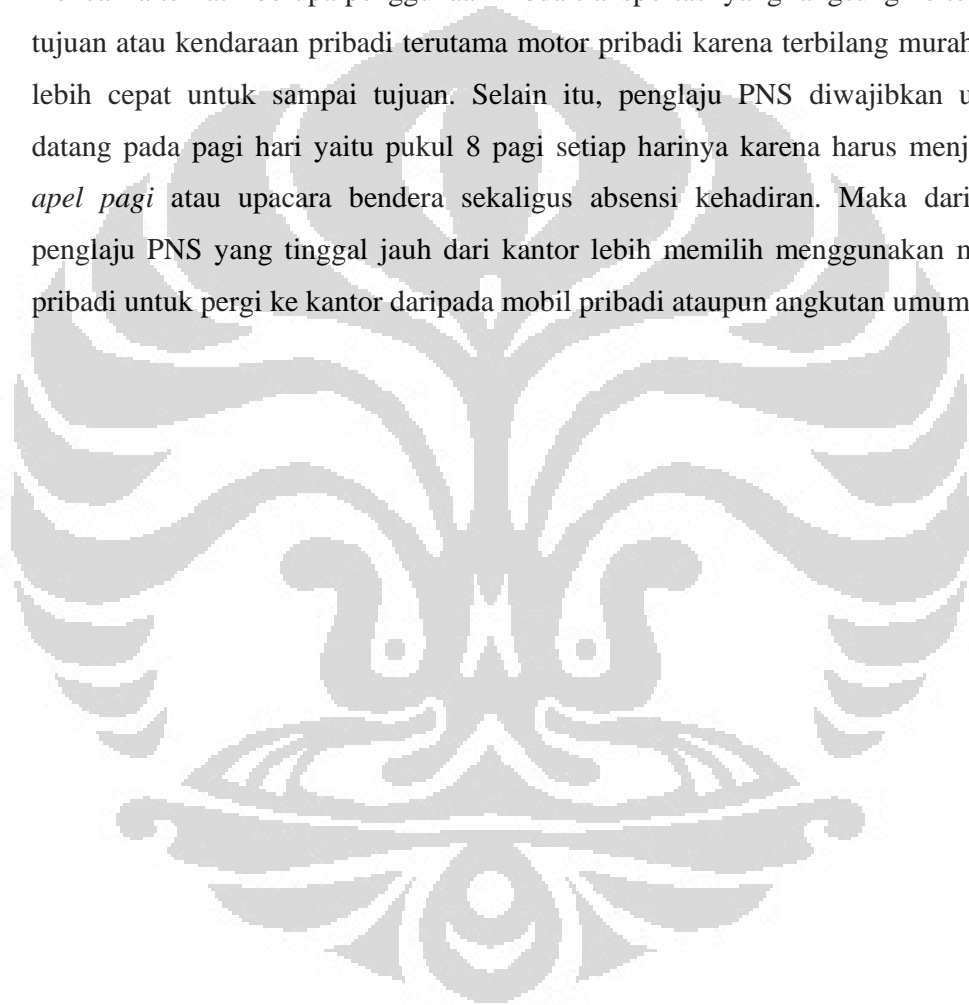 tujuan atau kendaraan pribadi terutama motor pribadi karena terbilang murah
lebih cepat untuk sampai tujuan. Selain itu, penglaju PNS diwajibkan
datang pada pagi hari yaitu pukul 8 pagi setiap harinya karena harus
apel pagi atau upacara bendera sekaligus absensi kehadiran. Maka dari
penglaju PNS yang tinggal jauh dari kantor lebih memilih menggunakan
pribadi untuk pergi ke kantor daripada mobil pribadi ataupun angkutan umum